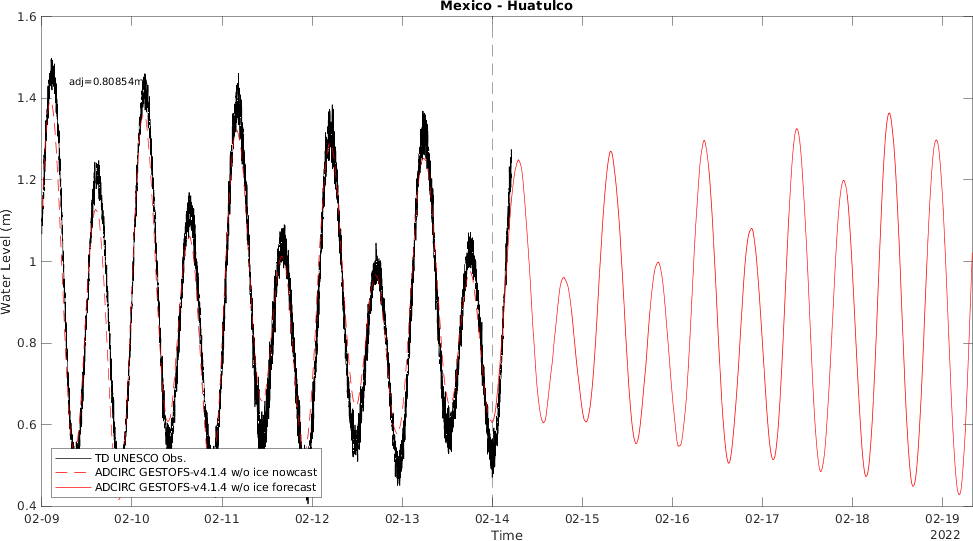 Mexico - Huatulco
1.6
1.4
1.2
1
0.8
0.6
0.4
Water Level (m)
adj=0.80854m
TD UNESCO Obs.
ADCIRC GESTOFS-v4.1.4 w/o ice nowcast
ADCIRC GESTOFS-v4.1.4 w/o ice forecast
02-09 02-10 02-11 02-12 02-13 02-14 02-15 02-16 02-17 02-18 02-19
Time 2022